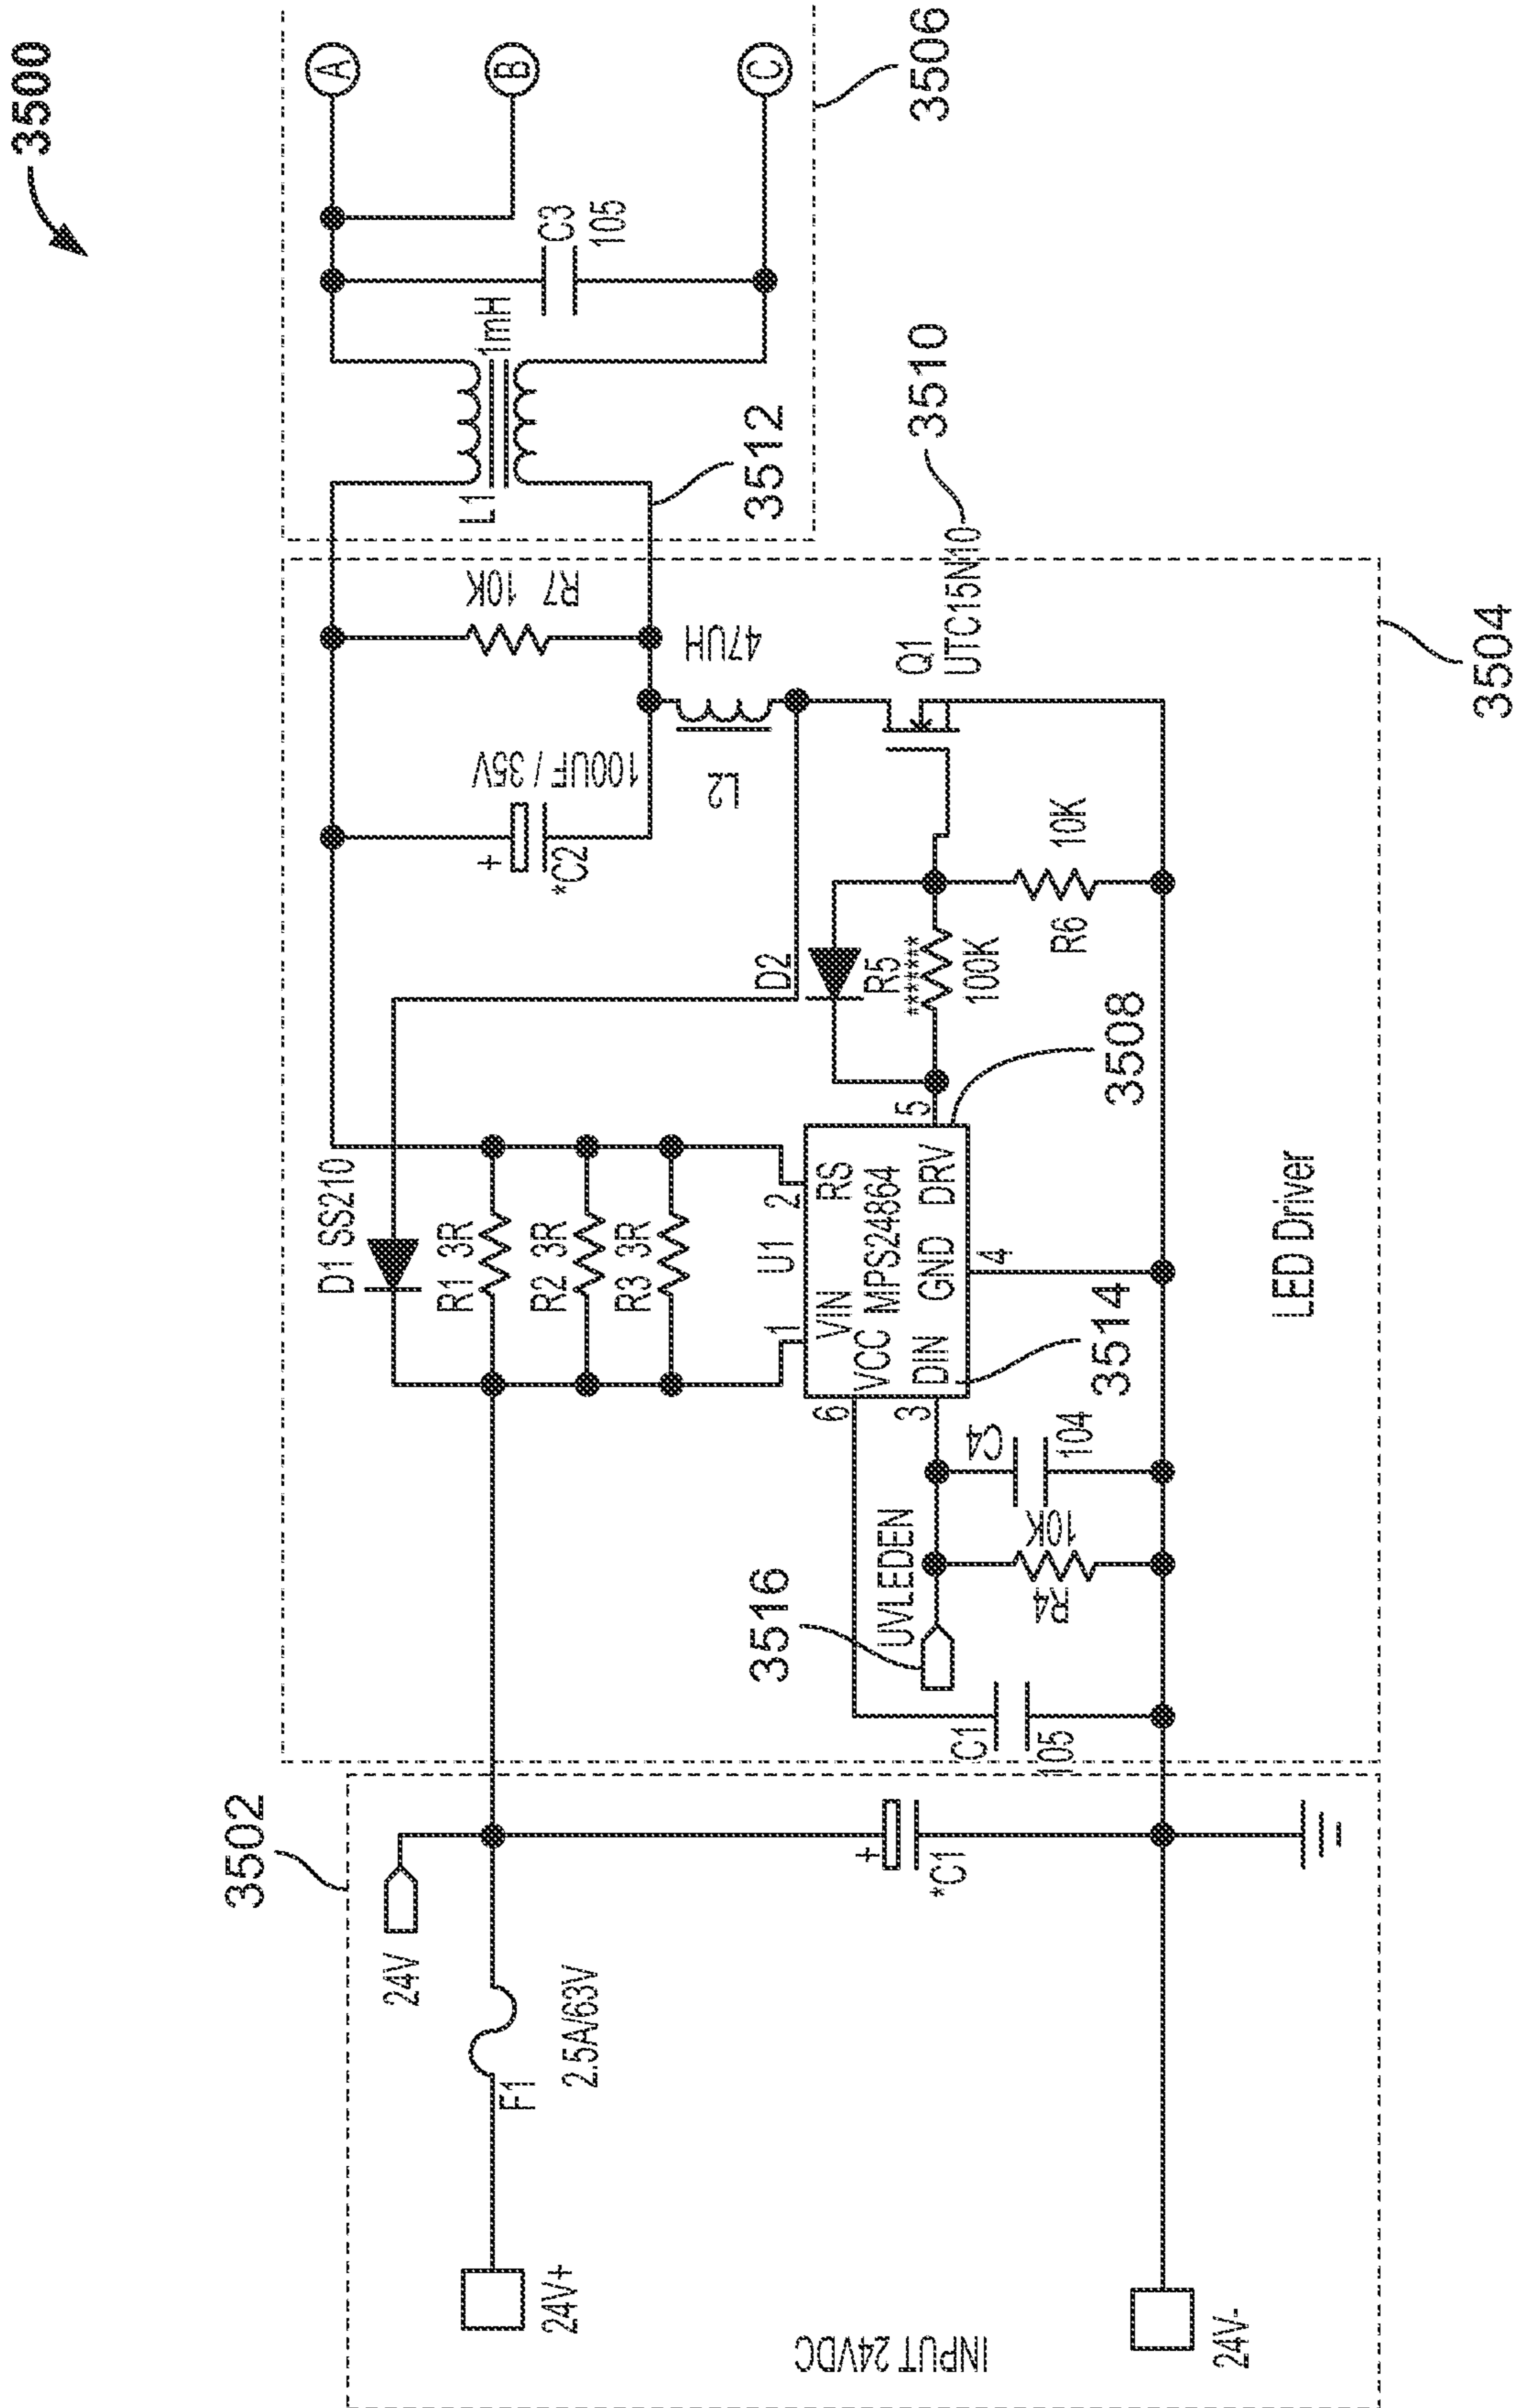 3500
A
B
C
3506
C3
105
1mH
L1
3512
3510
R7 10K
47UH
L2
Q1
UTC15N10
3504
100UF / 35V
+
*C2
D2
R5
*******
100K
R6
10K
3508
D1 SS210
R1 3R
R2 3R
R3 3R
U1
1
2
VIN
RS
VCC
MPS24864
DIN
GND
DRV
6
3
4
5
3514
LED Driver
C4
104
UVLEDEN
3516
10K
R4
C1
105
3502
24V
+
*C1
F1
2.5A/63V
24V+
INPUT 24VDC
24V-